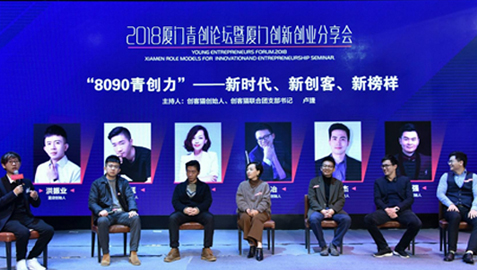 2018厦门青创论坛暨厦门创新创业分享会
YOUNG ENTREPRENEURS FORUM.2018
XIAMEN ROLE MODELS FOR INNOVATIONAND ENTREPRENEURSHIP SEMINAR.
“8090青创力”——新时代、新创客、新榜样
主持人：创客猫创始人、创客猫联合团支部书记 卢捷
洪振业